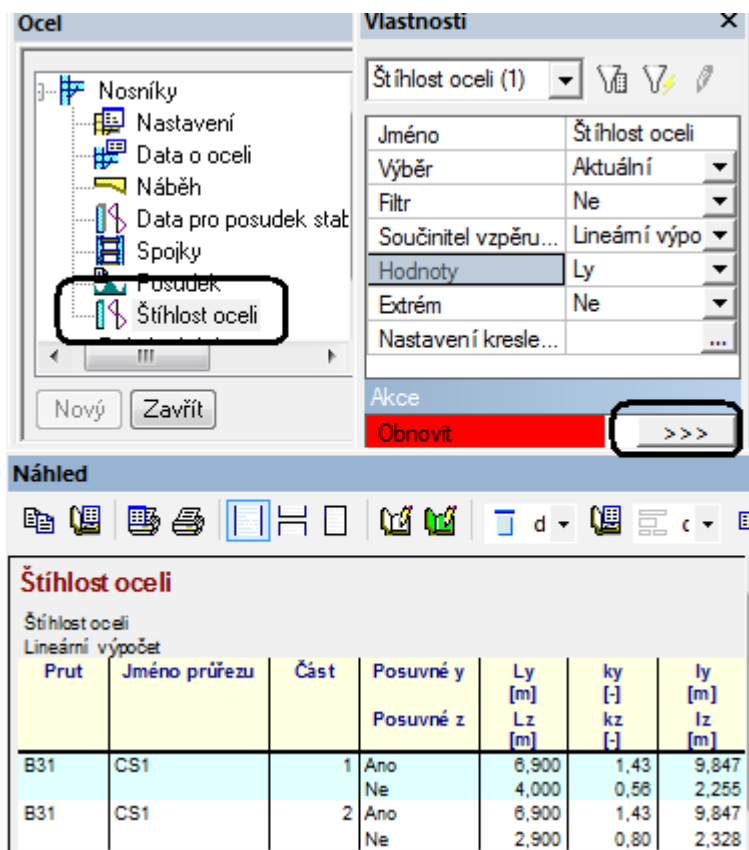 Ocel
Nosníky
Nastavení
Data o oceli
Náběh
Data pro posudek stab
Spojky
Posudek
Štíhlost oceli
Nový Zavřít
Vlastnosti
Štíhlost oceli (1)
Jméno Štíhlost oceli
Výběr Aktuální
Filtr Ne
Součinitel vzpěru... Lineární výpo
Hodnoty Ly
Extrém Ne
Nastavení kresle... ...
Akce
Obnovit >>>
Náhled
d c
Štíhlost oceli
Štíhlost oceli
Lineární výpočet
Prut Jméno průřezu Část Posuvné y Ly ky ly
[m] [-] [m]
Posuvné z Lz kz lz
[m] [-] [m]
B31 CS1 1 Ano 6,900 1,43 9,847
Ne 4,000 0,56 2,255
B31 CS1 2 Ano 6,900 1,43 9,847
Ne 2,900 0,80 2,328